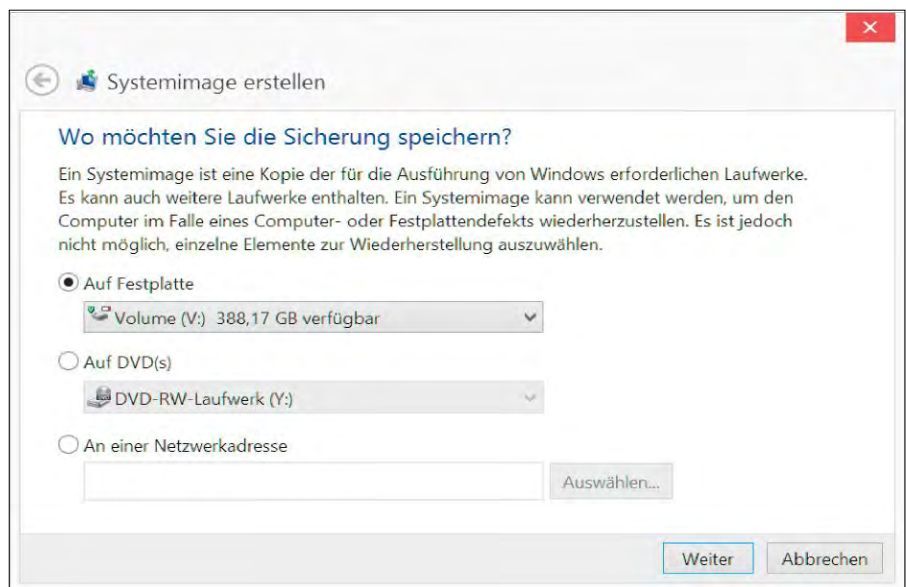 Systemimage erstellen
Wo möchten Sie die Sicherung speichern?
Ein Systemimage ist eine Kopie der für die Ausführung von Windows erforderlichen Laufwerke.
Es kann auch weitere Laufwerke enthalten. Ein Systemimage kann verwendet werden, um den
Computer im Falle eines Computer- oder Festplattendefekts wiederherzustellen. Es ist jedoch
nicht möglich, einzelne Elemente zur Wiederherstellung auszuwählen.
Auf Festplatte
Volume (V:) 388,17 GB verfügbar
Auf DVD(s)
DVD-RW-Laufwerk (Y:)
An einer Netzwerkadresse
Auswählen...
Weiter Abbrechen